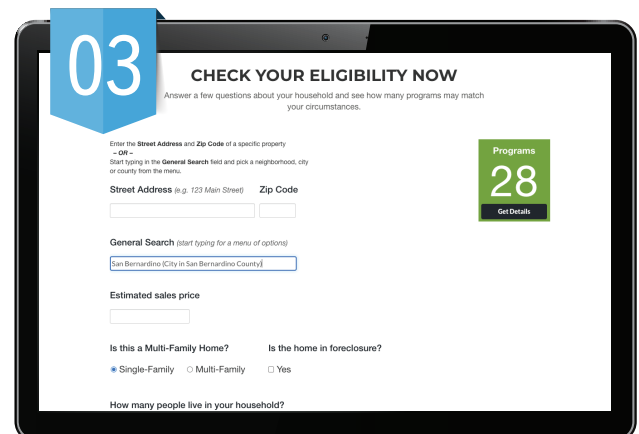 03
CHECK YOUR ELIGIBILITY NOW
Answer a few questions about your household and see how many programs may match
your circumstances.
Enter the Street Address and Zip Code of a specific property
– OR –
Start typing in the General Search field and pick a neighborhood, city
or county from the menu.
Programs
28
Get Details
Street Address (e.g. 123 Main Street) Zip Code
General Search (start typing for a menu of options)
San Bernardino (City in San Bernardino County)
Estimated sales price
Is this a Multi-Family Home? Is the home in foreclosure?
Single-Family Multi-Family Yes
How many people live in your household?